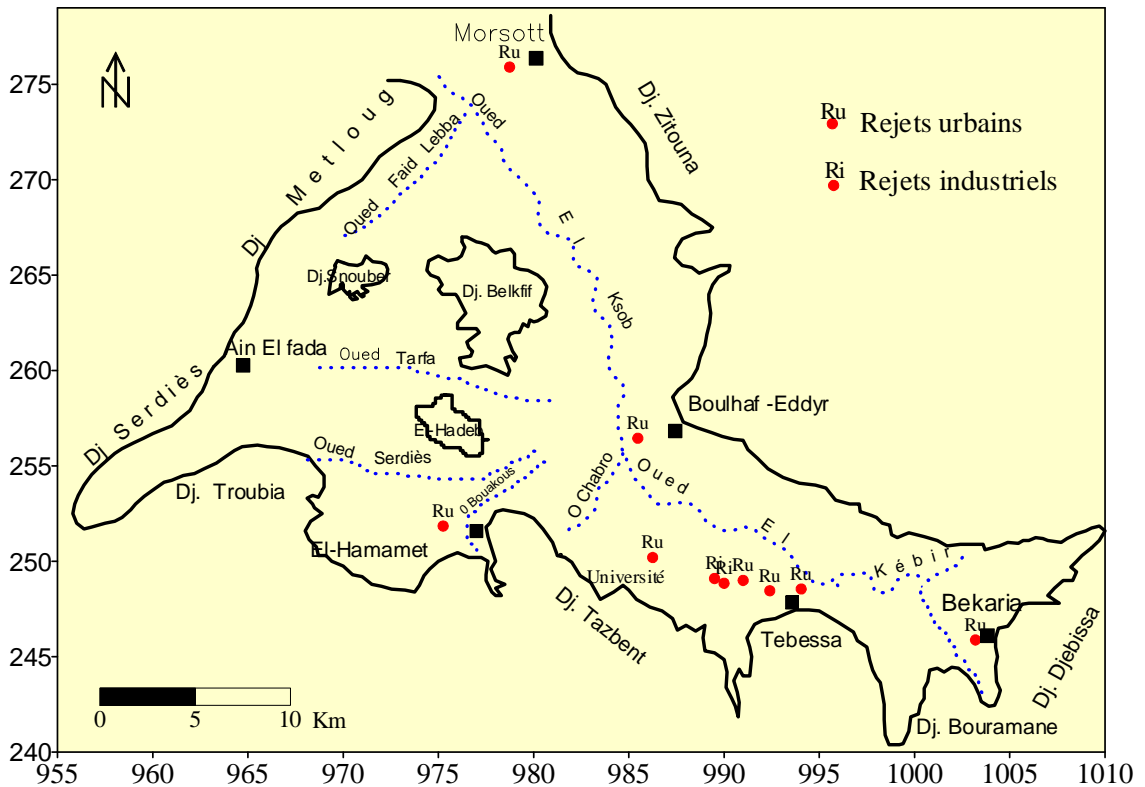 Morsott
Ru
N
275
Oued
Dj. Zitouna
Ru
Rejets urbains
Ri
Rejets industriels
Dj Metloug
Oued Faid Lebba
270
El
265
Dj.Snouber
Dj. Belkfif
Ksob
Ain El fada
Oued Tarfa
260
Dj Serdiès
Boulhaf -Eddyr
Ru
El-Hadeb
255
Oued Serdiès
Dj. Troubia
O Bouakous
O Chabro
Oued
El
Kébir
Ru
El-Hamamet
250
Ru
Université
Ri
Ri
Ru
Ru
Ru
Dj. Tazbent
Tebessa
Bekaria
Ru
245
Dj. Djebissa
Dj. Bouramane
0 5 10 Km
240
955 960 965 970 975 980 985 990 995 1000 1005 1010